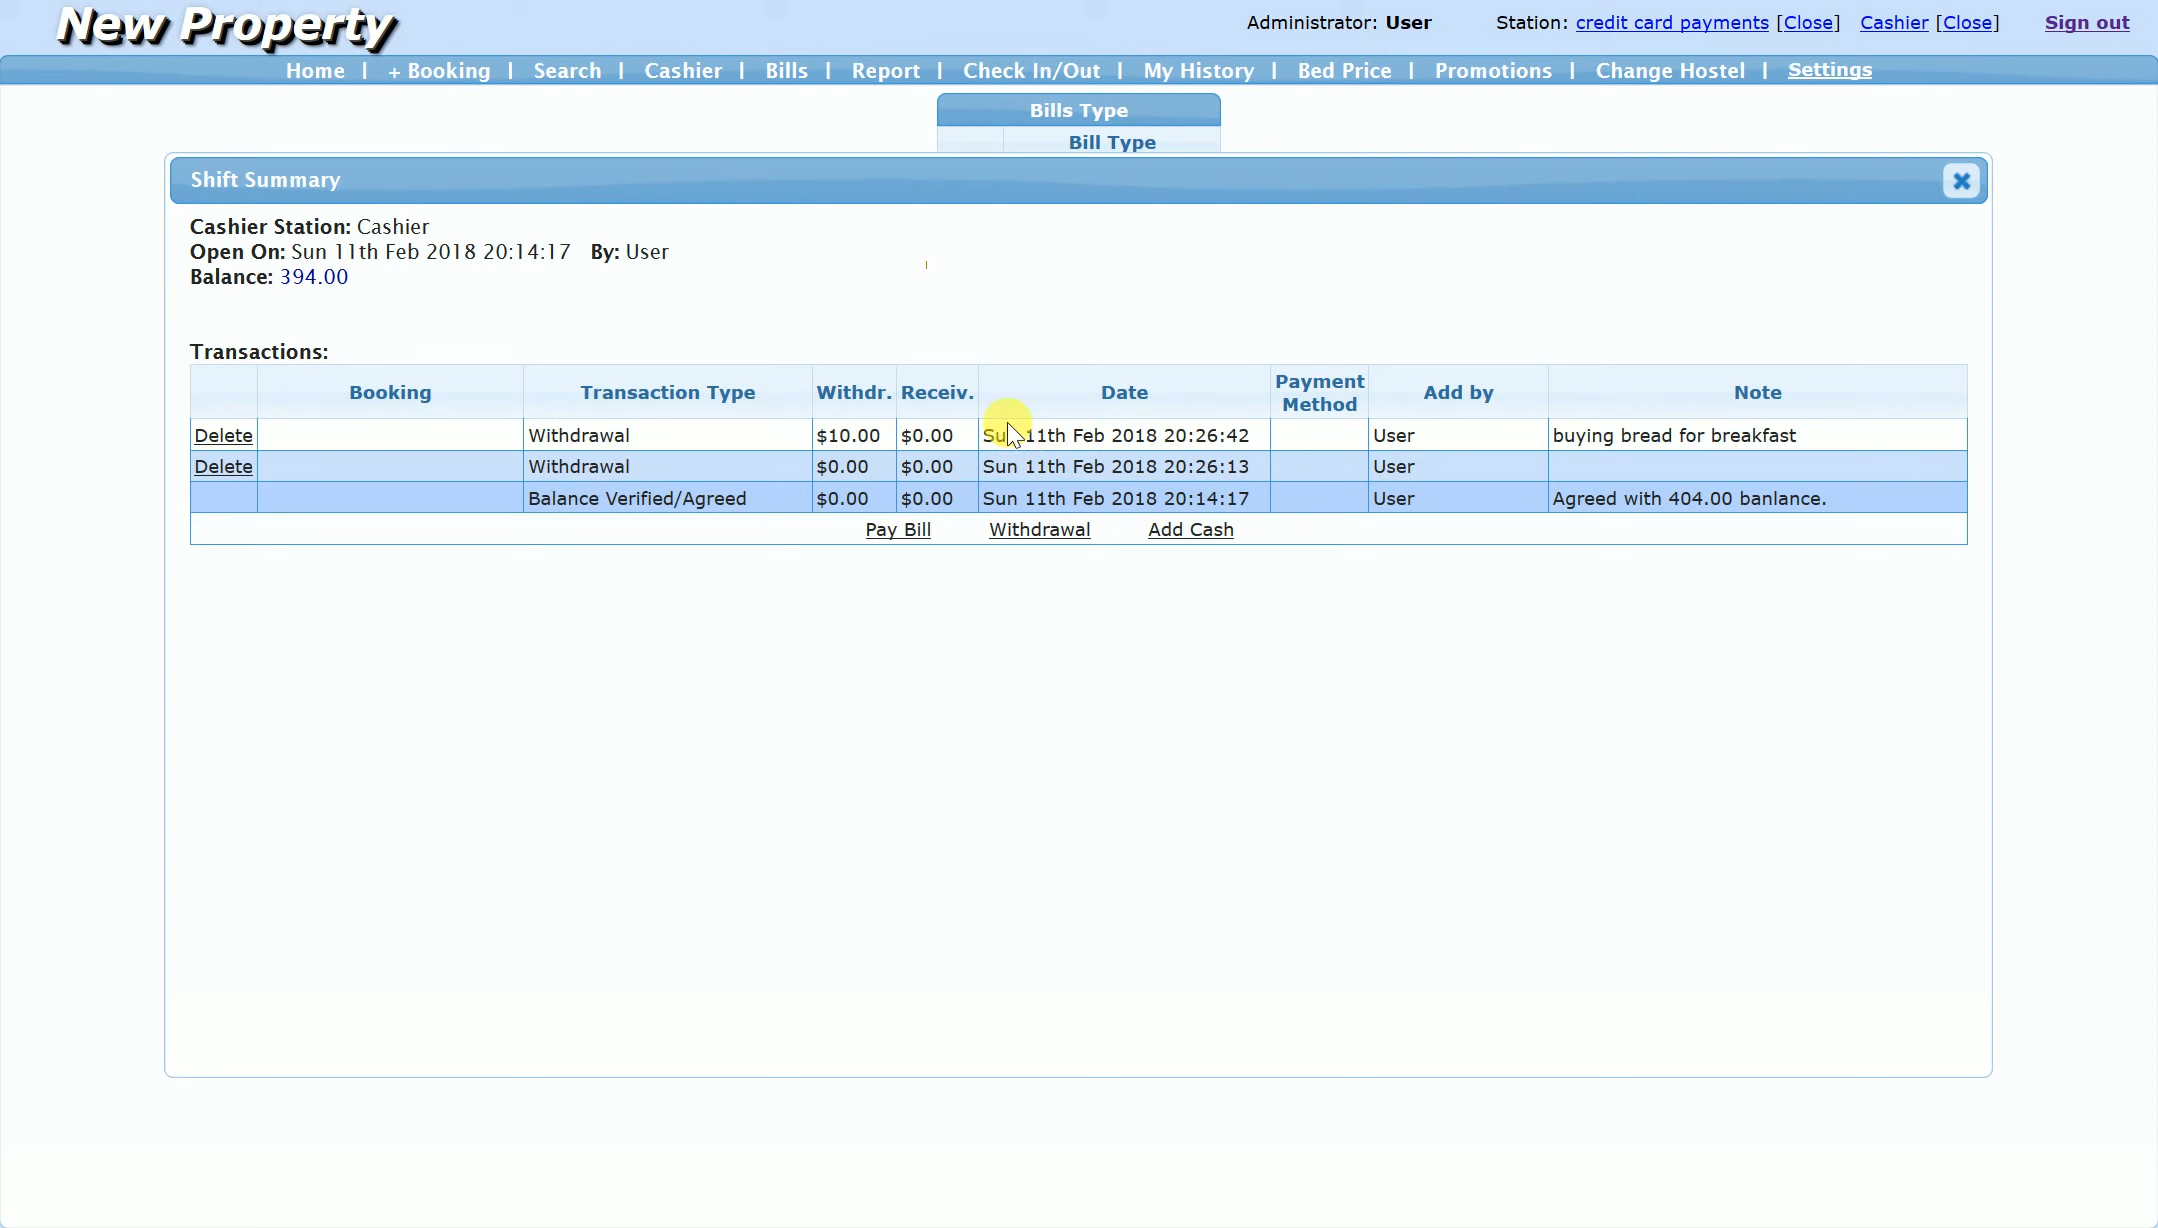 New Property
Administrator: User Station: credit card payments [Close] Cashier [Close] Sign out
Home | + Booking | Search | Cashier | Bills | Report | Check In/Out | My History | Bed Price | Promotions | Change Hostel | Settings
Bills Type
Bill Type
Shift Summary
Cashier Station: Cashier
Open On: Sun 11th Feb 2018 20:14:17 By: User
Balance: 394.00
Transactions:
Booking Transaction Type Withdr. Receiv. Date Payment Method Add by Note
Delete Withdrawal $10.00 $0.00 Sun 11th Feb 2018 20:26:42 User buying bread for breakfast
Delete Withdrawal $0.00 $0.00 Sun 11th Feb 2018 20:26:13 User
Balance Verified/Agreed $0.00 $0.00 Sun 11th Feb 2018 20:14:17 User Agreed with 404.00 banlance.
Pay Bill Withdrawal Add Cash